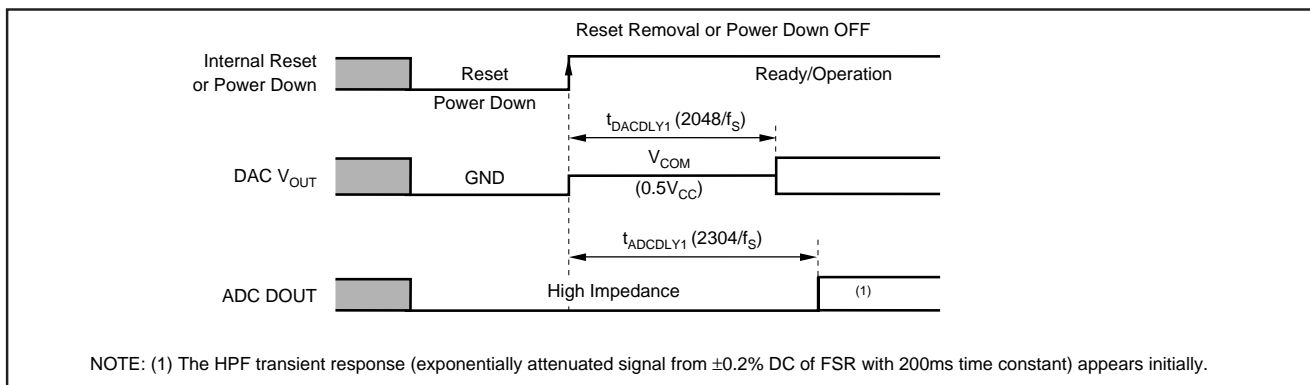 Reset Removal or Power Down OFF
Internal Reset
or Power Down
Reset
Power Down
Ready/Operation
tDACDLY1 (2048/fS)
DAC VOUT
GND
VCOM
(0.5VCC)
tADCDLY1 (2304/fS)
ADC DOUT
High Impedance
(1)
NOTE: (1) The HPF transient response (exponentially attenuated signal from ±0.2% DC of FSR with 200ms time constant) appears initially.